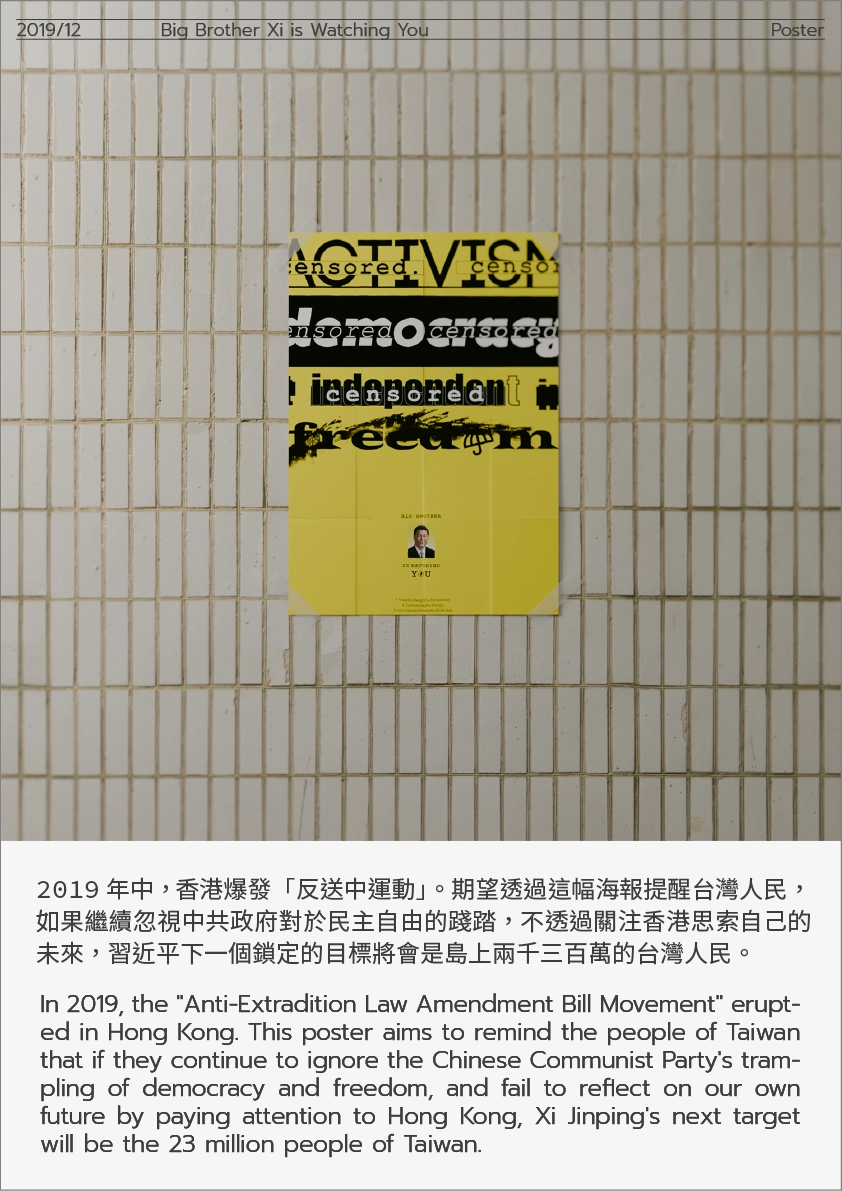 2019/12 Big Brother Xi is Watching You Poster
ACTIVISM
censored. censor
democracy
ensored censored
independent in
censored
freed m
BIG BROTHER
IS WATCHING
YOU
2019 年中，香港爆發「反送中運動」。期望透過這幅海報提醒台灣人民，
如果繼續忽視中共政府對於民主自由的踐踏，不透過關注香港思索自己的
未來，習近平下一個鎖定的目標將會是島上兩千三百萬的台灣人民。
In 2019, the "Anti-Extradition Law Amendment Bill Movement" erupt-
ed in Hong Kong. This poster aims to remind the people of Taiwan
that if they continue to ignore the Chinese Communist Party's tram-
pling of democracy and freedom, and fail to reflect on our own
future by paying attention to Hong Kong, Xi Jinping's next target
will be the 23 million people of Taiwan.